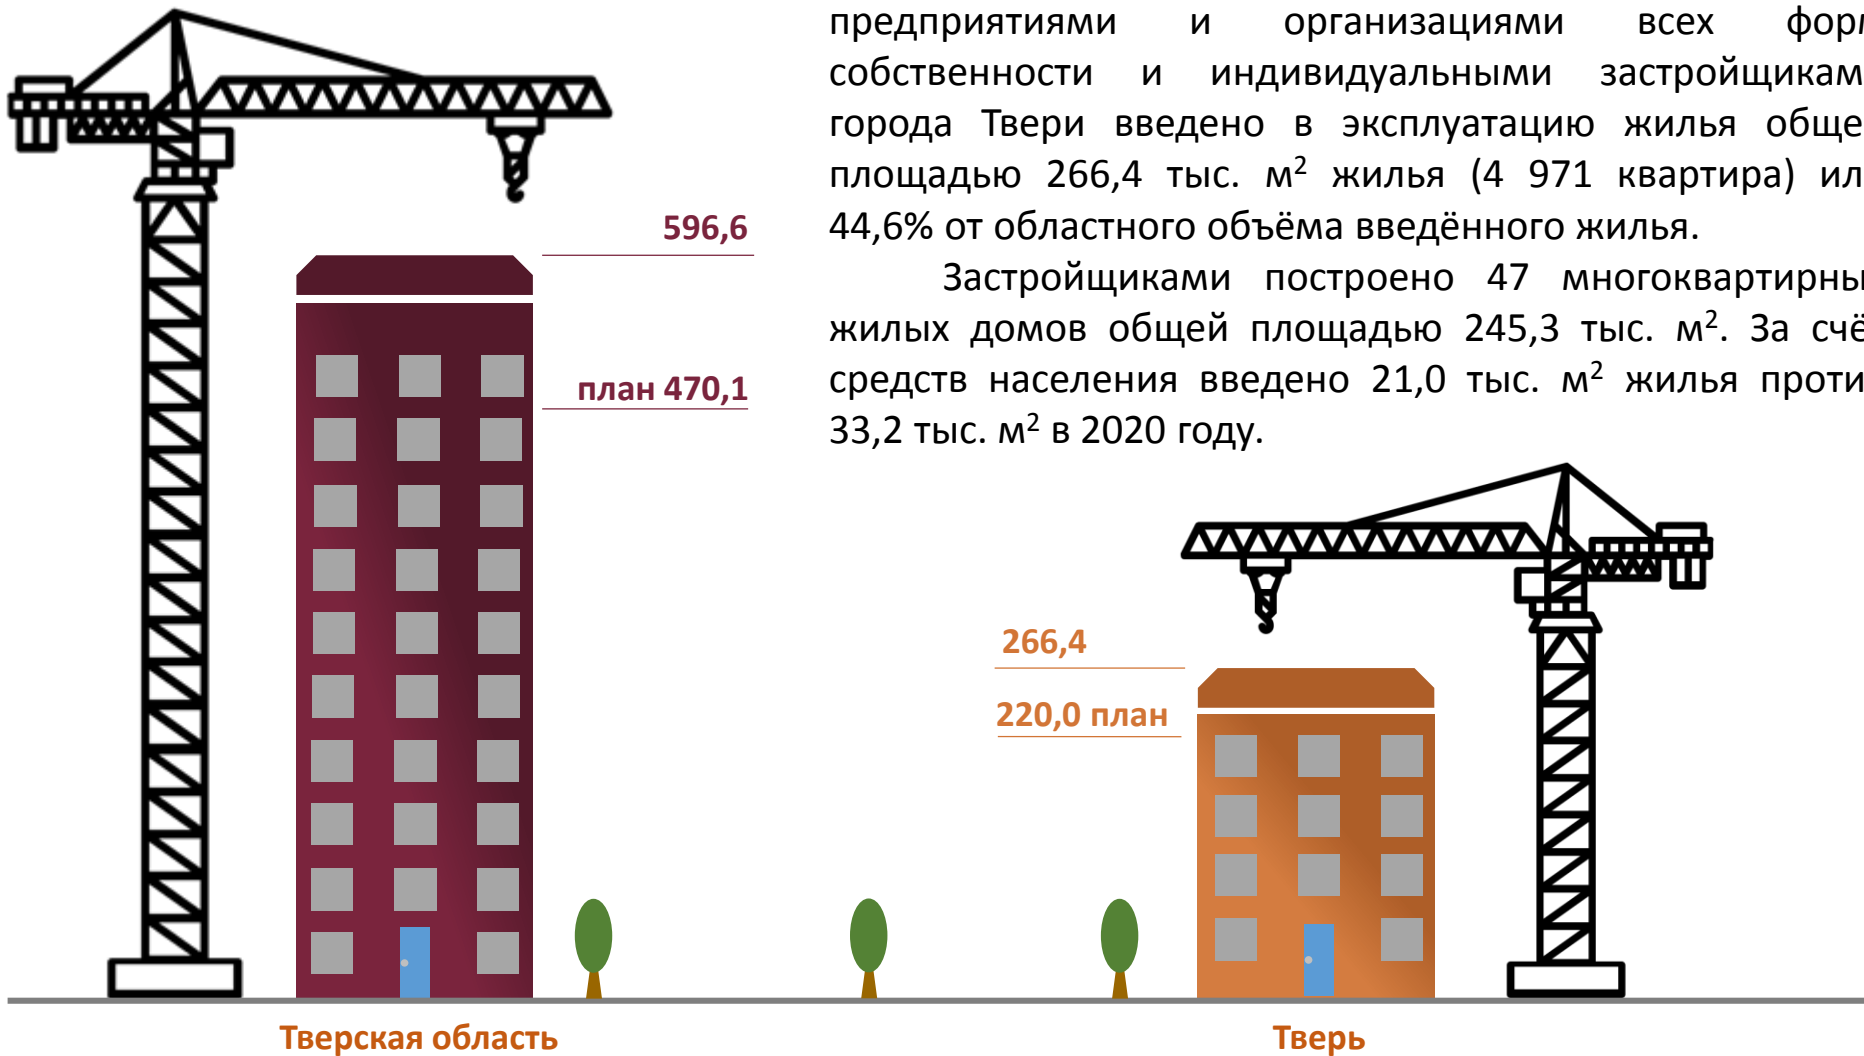 предприятиями и организациями всех форм
собственности и индивидуальными застройщикам
города Твери введено в эксплуатацию жилья обще
площадью 266,4 тыс. м² жилья (4 971 квартира) ил
44,6% от областного объёма введённого жилья.
Застройщиками построено 47 многоквартирны
жилых домов общей площадью 245,3 тыс. м². За счё
средств населения введено 21,0 тыс. м² жилья проти
33,2 тыс. м² в 2020 году.
596,6
план 470,1
266,4
220,0 план
Тверская область
Тверь